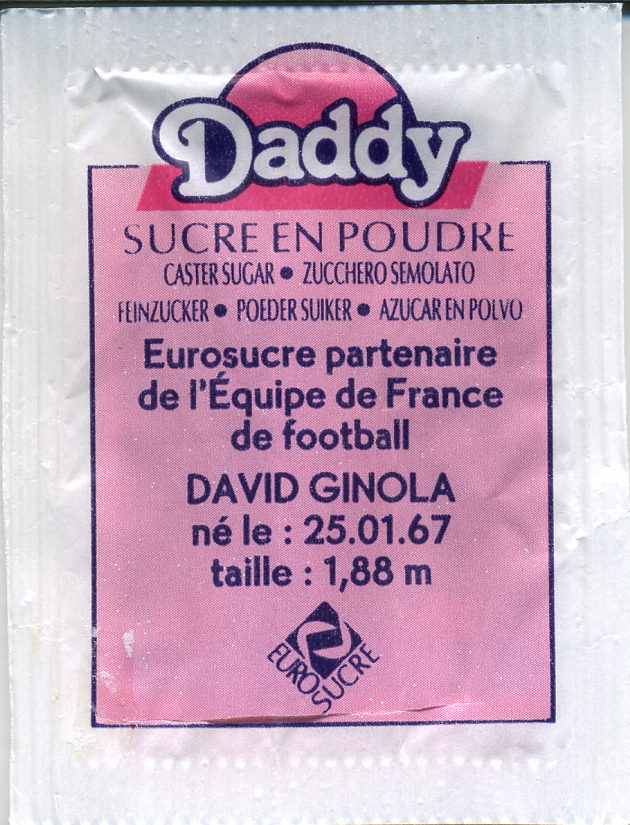 Daddy
SUCRE EN POUDRE
CASTER SUGAR • ZUCCHERO SEMOLATO
FEINZUCKER • POEDER SUIKER • AZUCAR EN POLVO
Eurosucre partenaire
de l'Équipe de France
de football
DAVID GINOLA
né le : 25.01.67
taille : 1,88 m
EUROSUCRE